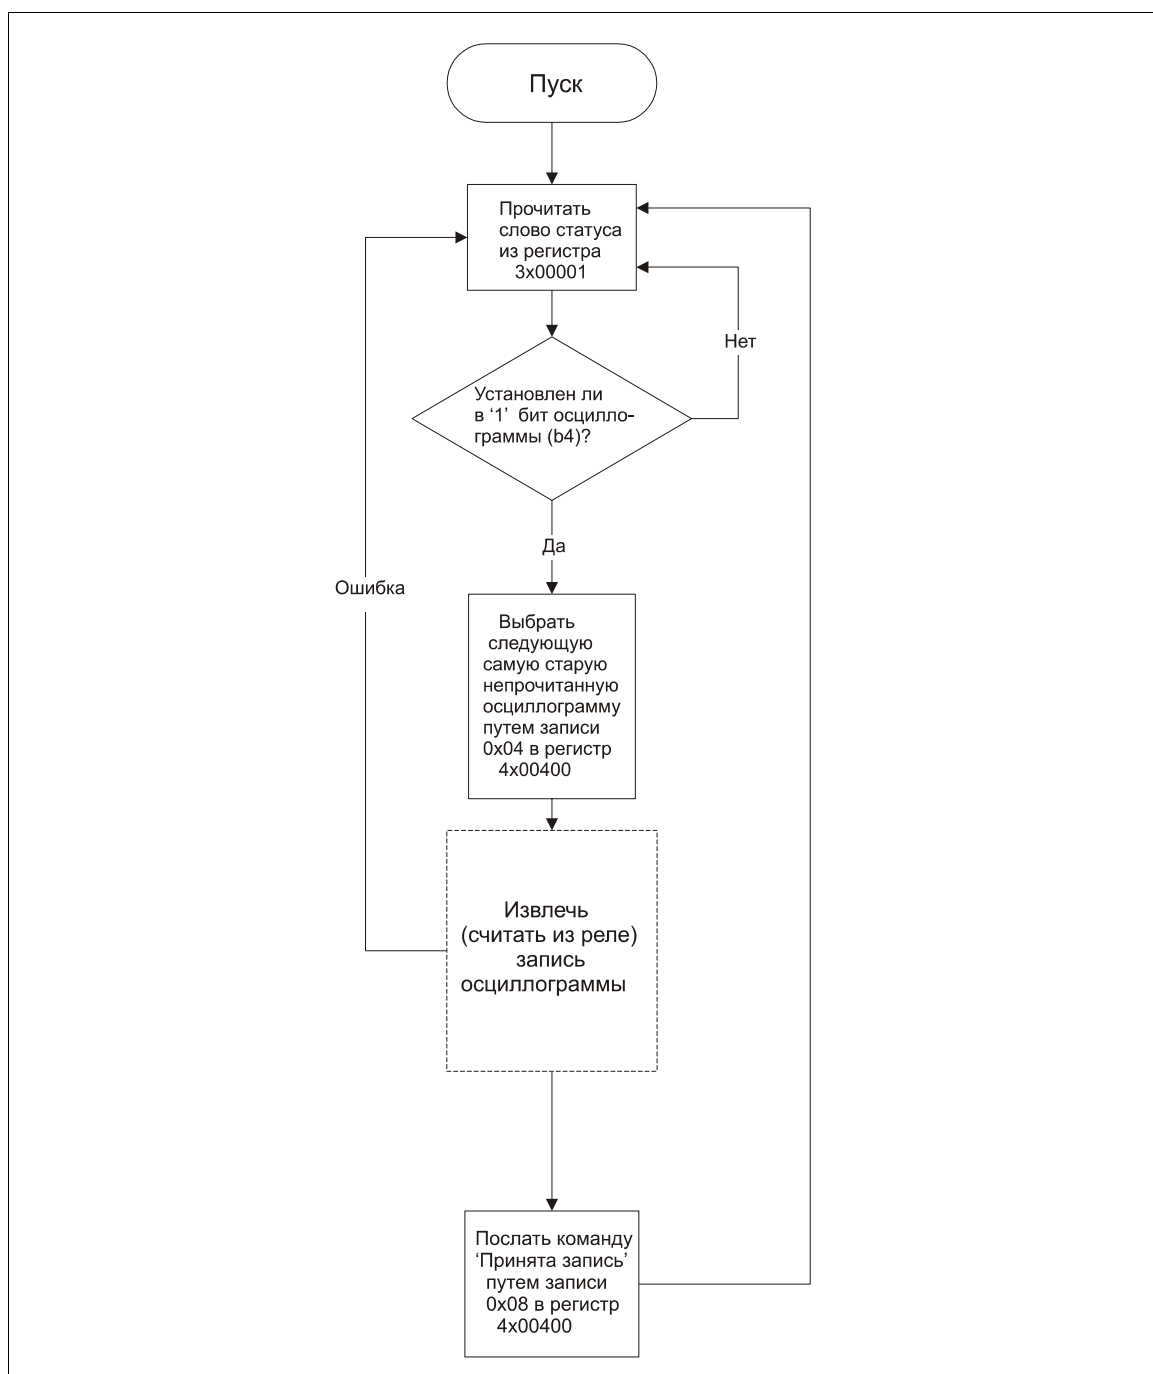 Пуск
Прочитать
слово статуса
из регистра
3x00001
Нет
Установлен ли
в ‘1’ бит осцилло-
граммы (b4)?
Да
Ошибка
Выбрать
следующую
самую старую
непрочитанную
осциллограмму
путем записи
0x04 в регистр
4x00400
Извлечь
(считать из реле)
запись
осциллограммы
Послать команду
‘Принята запись’
путем записи
0x08 в регистр
4x00400